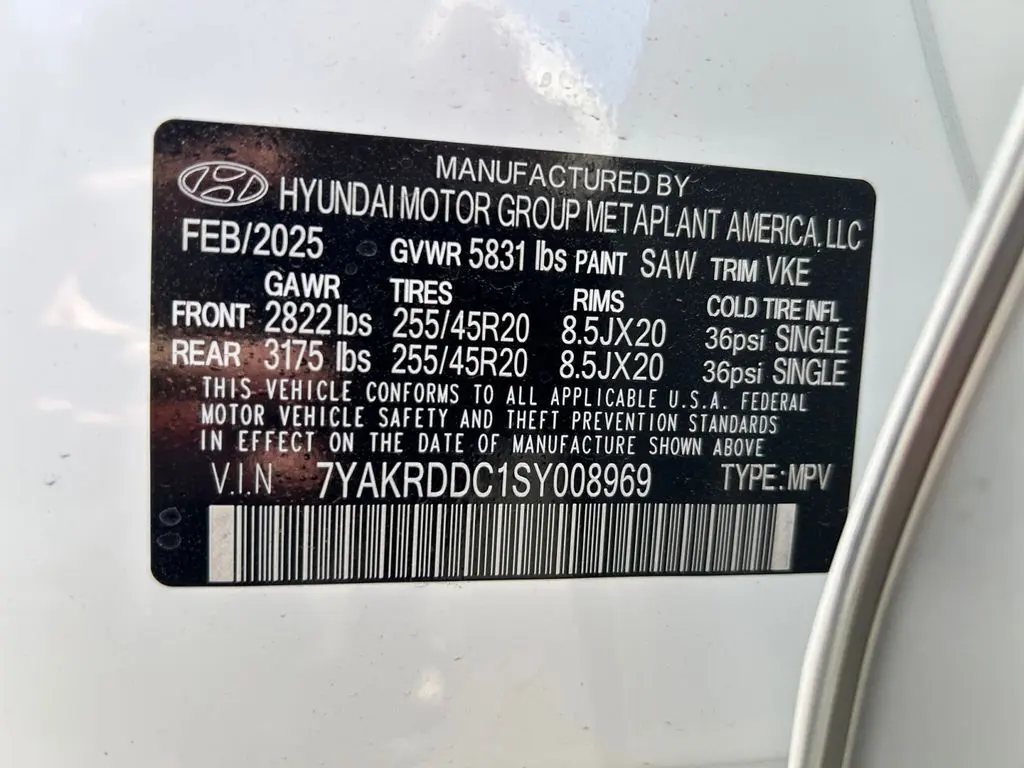 MANUFACTURED BY
HYUNDAI MOTOR GROUP METAPLANT AMERICA, LLC
FEB/2025 GVWR 5831 lbs PAINT SAW TRIM VKE
GAWR TIRES RIMS COLD TIRE INFL
FRONT 2822 lbs 255/45R20 8.5JX20 36psi SINGLE
REAR 3175 lbs 255/45R20 8.5JX20 36psi SINGLE
THIS VEHICLE CONFORMS TO ALL APPLICABLE U.S.A. FEDERAL
MOTOR VEHICLE SAFETY AND THEFT PREVENTION STANDARDS
IN EFFECT ON THE DATE OF MANUFACTURE SHOWN ABOVE
V.I.N 7YAKRDDC1SY008969 TYPE: MPV